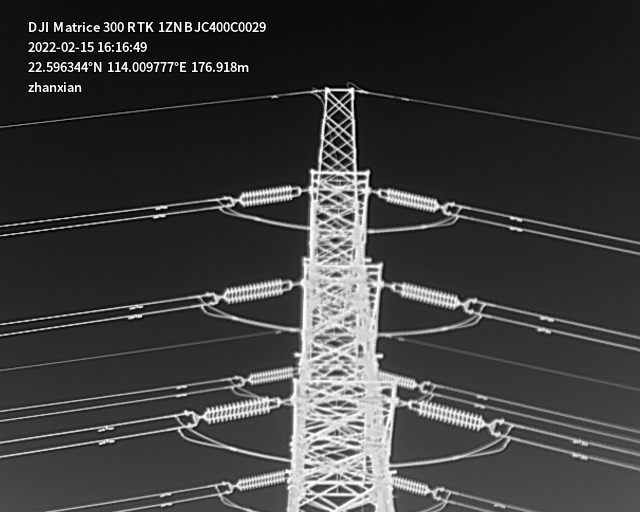 DJI Matrice 300 RTK 1ZNBJC400C0029
2022-02-15 16:16:49
22.596344°N 114.009777°E 176.918m
zhanxian